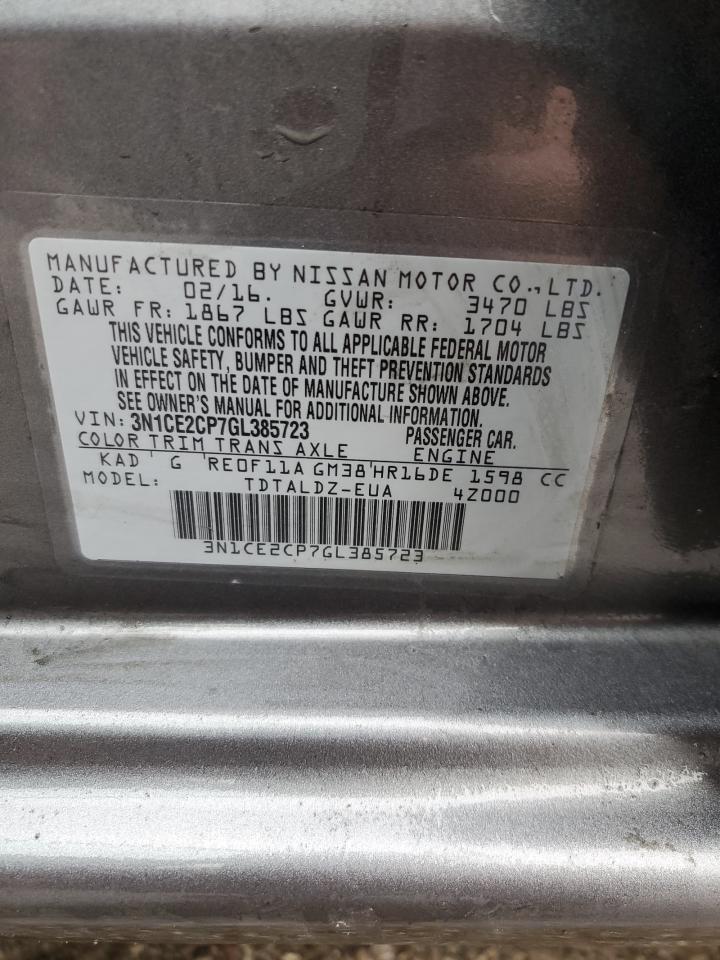 MANUFACTURED BY NISSAN MOTOR CO., LTD.
DATE: 02/16. GVWR: 3470 LBS
GAWR FR: 1867 LBS GAWR RR: 1704 LBS
THIS VEHICLE CONFORMS TO ALL APPLICABLE FEDERAL MOTOR
VEHICLE SAFETY, BUMPER AND THEFT PREVENTION STANDARDS
IN EFFECT ON THE DATE OF MANUFACTURE SHOWN ABOVE.
SEE OWNER'S MANUAL FOR ADDITIONAL INFORMATION.
VIN: 3N1CE2CP7GL385723 PASSENGER CAR.
COLOR TRIM TRANS AXLE ENGINE
KAD ' G 'RE0F11A GM38'HR16DE 1598 CC
MODEL: TDTALDZ-EUA 4Z000
3N1CE2CP7GL385723